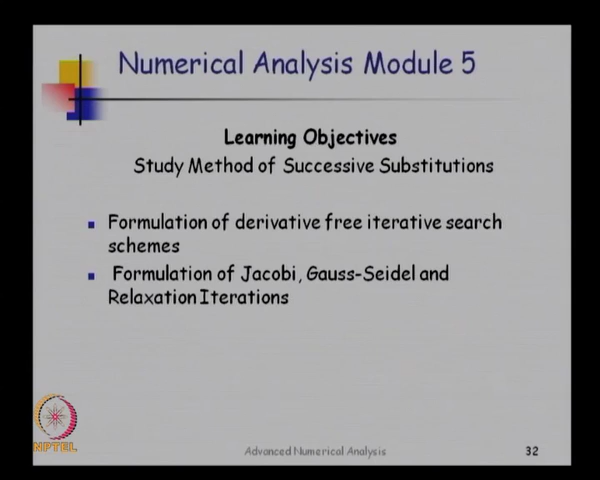 Numerical Analysis Module 5
Learning Objectives
Study Method of Successive Substitutions
Formulation of derivative free iterative search
schemes
Formulation of Jacobi, Gauss-Seidel and
Relaxation Iterations
NPTEL
Advanced Numerical Analysis
32